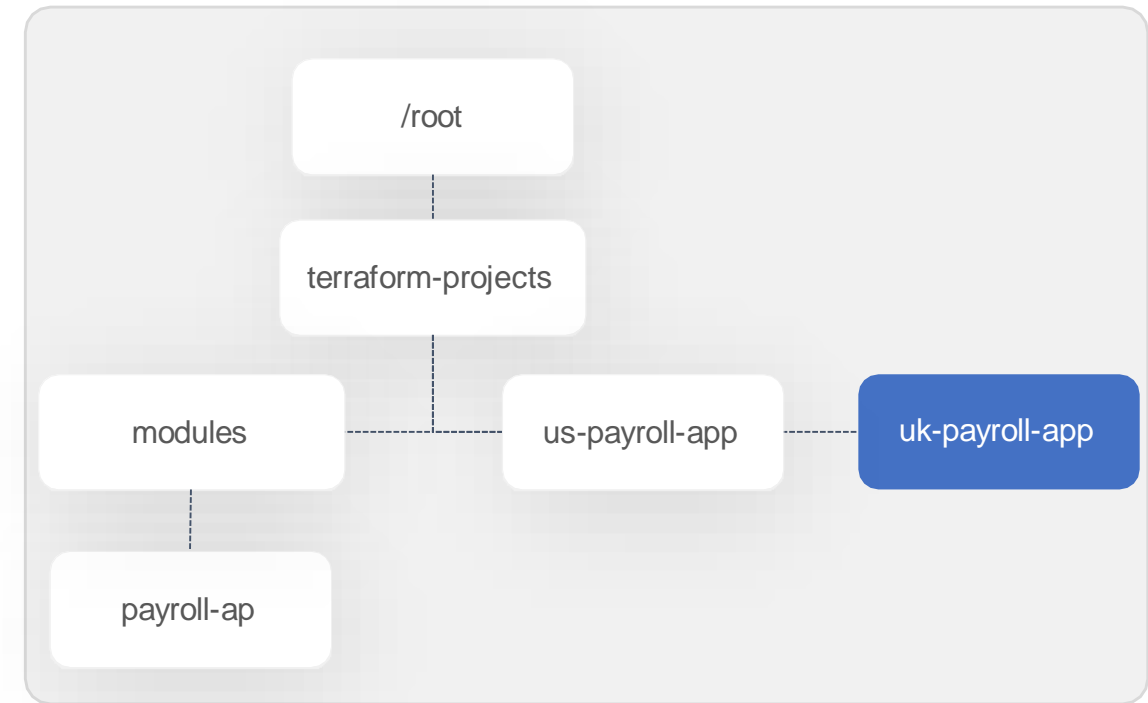 /root
terraform-projects
modules
us-payroll-app
uk-payroll-app
payroll-ap